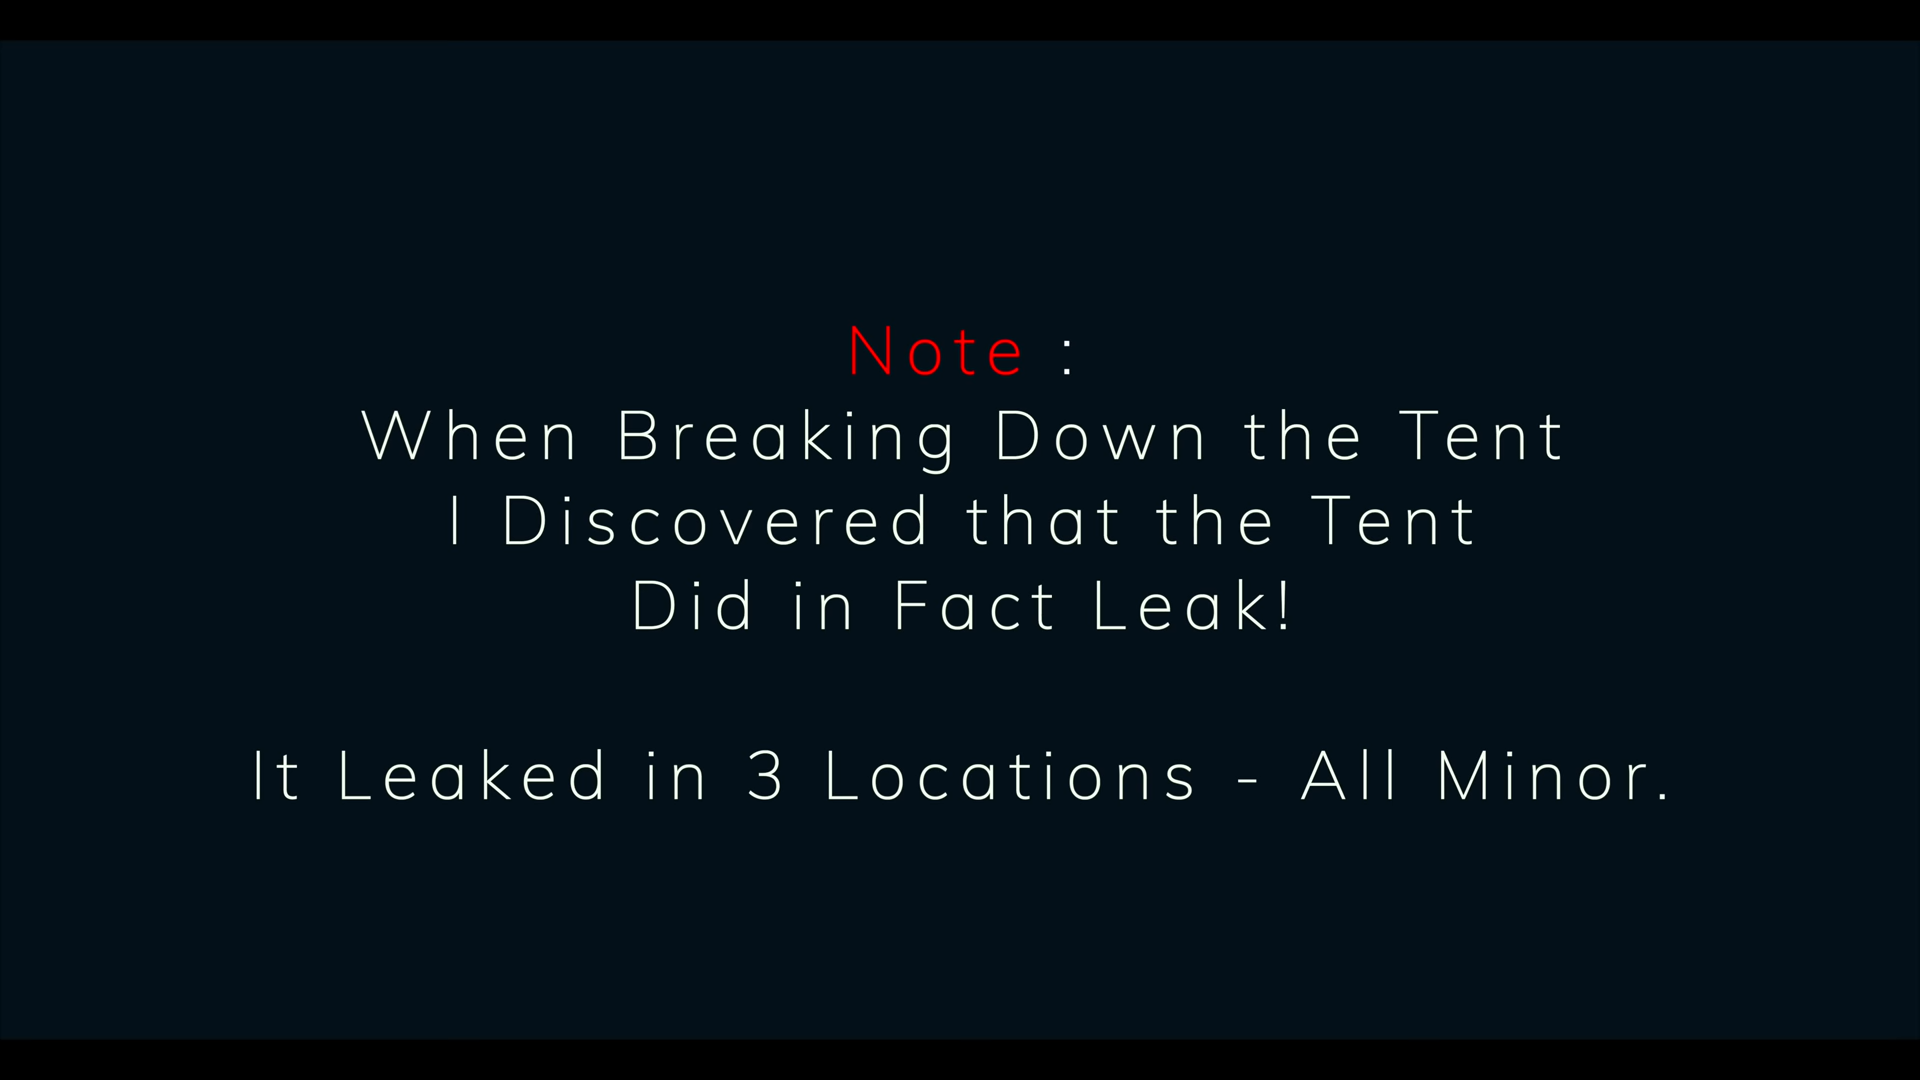 Note :
When Breaking Down the Tent
I Discovered that the Tent
Did in Fact Leak!
It Leaked in 3 Locations - All Minor.